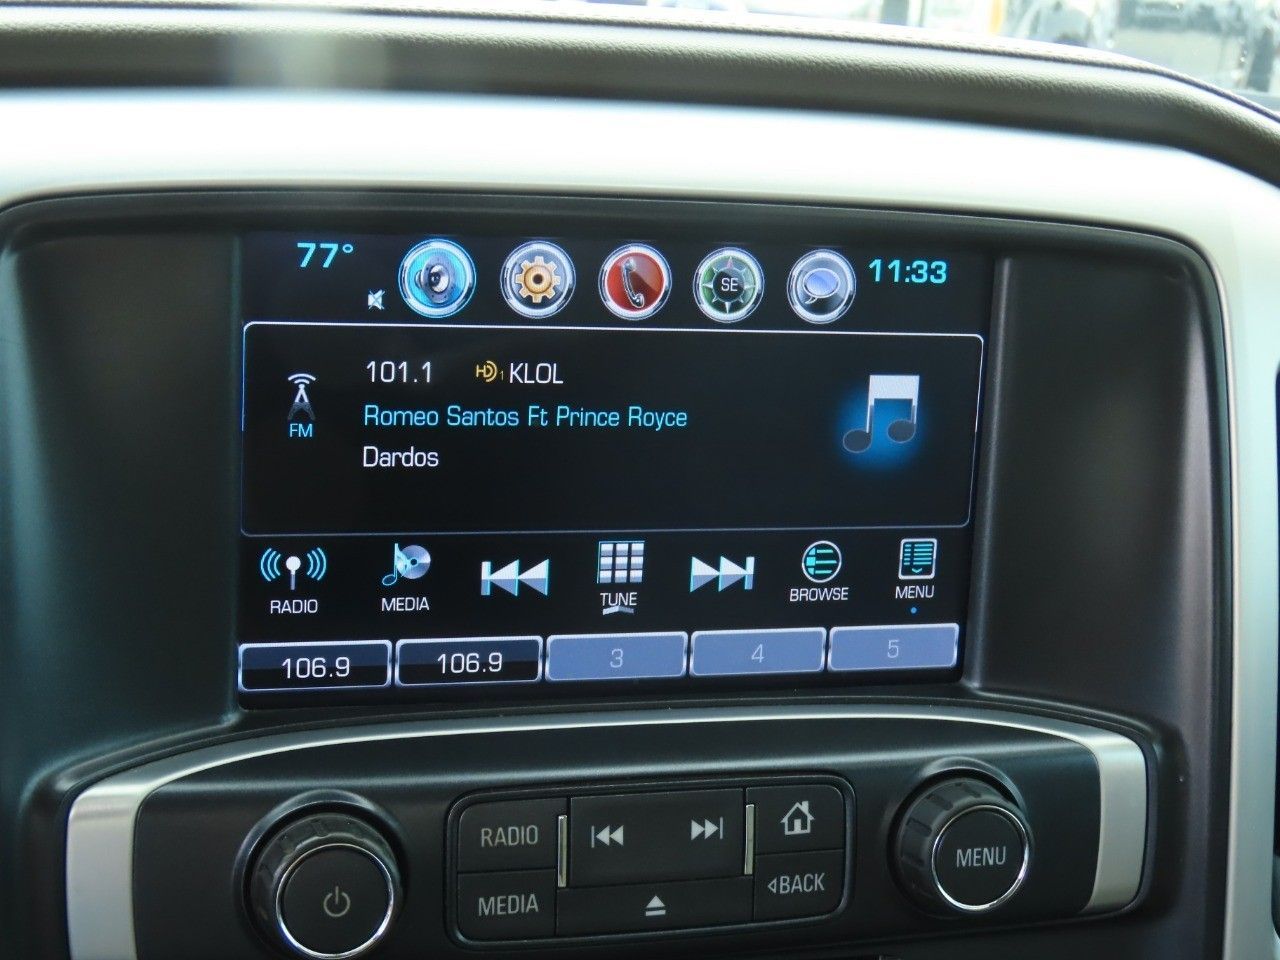 77°
SE
11:33
101.1 HD1 KLOL
FM
Romeo Santos Ft Prince Royce
Dardos
RADIO MEDIA TUNE BROWSE MENU
106.9 106.9 3 4 5
RADIO
MEDIA
BACK
MENU